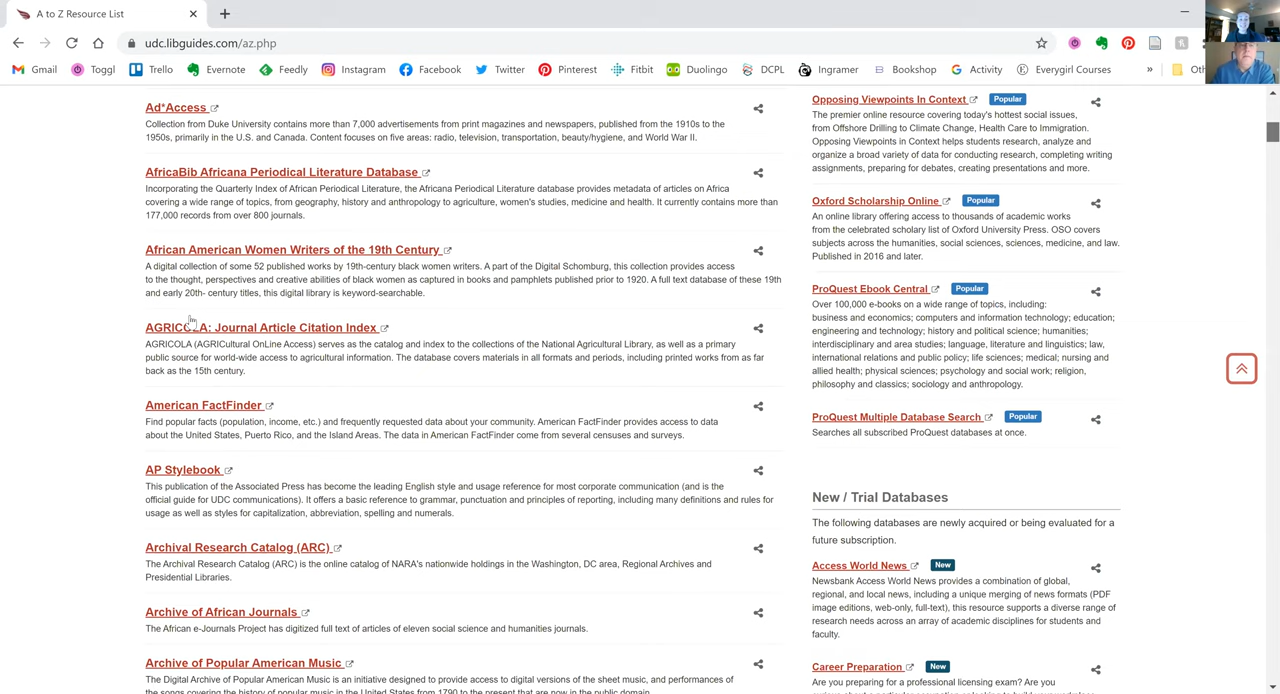 A to Z Resource List
udc.libguides.com/az.php
Gmail Toggl Trello Evernote Feedly Instagram Facebook Twitter Pinterest Fitbit Duolingo DCPL Ingramer Bookshop Activity Everygirl Courses » Oth
Ad*Access
Collection from Duke University contains more than 7,000 advertisements from print magazines and newspapers, published from the 1910s to the
1950s, primarily in the U.S. and Canada. Content focuses on five areas: radio, television, transportation, beauty/hygiene, and World War II.
AfricaBib Africana Periodical Literature Database
Incorporating the Quarterly Index of African Periodical Literature, the Africana Periodical Literature database provides metadata of articles on Africa
covering a wide range of topics, from geography, history and anthropology to agriculture, women's studies, medicine and health. It currently contains more than
177,000 records from over 800 journals.
African American Women Writers of the 19th Century
A digital collection of some 52 published works by 19th-century black women writers. A part of the Digital Schomburg, this collection provides access
to the thought, perspectives and creative abilities of black women as captured in books and pamphlets published prior to 1920. A full text database of these 19th
and early 20th- century titles, this digital library is keyword-searchable.
AGRICOLA: Journal Article Citation Index
AGRICOLA (AGRICultural OnLine Access) serves as the catalog and index to the collections of the National Agricultural Library, as well as a primary
public source for world-wide access to agricultural information. The database covers materials in all formats and periods, including printed works from as far
back as the 15th century.
American FactFinder
Find popular facts (population, income, etc.) and frequently requested data about your community. American FactFinder provides access to data
about the United States, Puerto Rico, and the Island Areas. The data in American FactFinder come from several censuses and surveys.
AP Stylebook
This publication of the Associated Press has become the leading English style and usage reference for most corporate communication (and is the
official guide for UDC communications). It offers a basic reference to grammar, punctuation and principles of reporting, including many definitions and rules for
usage as well as styles for capitalization, abbreviation, spelling and numerals.
Archival Research Catalog (ARC)
The Archival Research Catalog (ARC) is the online catalog of NARA's nationwide holdings in the Washington, DC area, Regional Archives and
Presidential Libraries.
Archive of African Journals
The African e-Journals Project has digitized full text of articles of eleven social science and humanities journals.
Archive of Popular American Music
The Digital Archive of Popular American Music is an initiative designed to provide access to digital versions of the sheet music, and performances of
the songs covering the history of popular music in the United States from 1790 to the present that are now in the public domain.
Opposing Viewpoints In Context Popular
The premier online resource covering today's hottest social issues,
from Offshore Drilling to Climate Change, Health Care to Immigration.
Opposing Viewpoints in Context helps students research, analyze and
organize a broad variety of data for conducting research, completing writing
assignments, preparing for debates, creating presentations and more.
Oxford Scholarship Online Popular
An online library offering access to thousands of academic works
from the celebrated scholary list of Oxford University Press. OSO covers
subjects across the humanities, social sciences, sciences, medicine, and law.
Published in 2016 and later.
ProQuest Ebook Central Popular
Over 100,000 e-books on a wide range of topics, including:
business and economics; computers and information technology; education;
engineering and technology; history and political science; humanities;
interdisciplinary and area studies; language, literature and linguistics; law,
international relations and public policy; life sciences; medical; nursing and
allied health; physical sciences; psychology and social work; religion,
philosophy and classics; sociology and anthropology.
ProQuest Multiple Database Search Popular
Searches all subscribed ProQuest databases at once.
New / Trial Databases
The following databases are newly acquired or being evaluated for a
future subscription.
Access World News New
Newsbank Access World News provides a combination of global,
regional, and local news, including a unique merging of news formats (PDF
image editions, web-only, full-text), this resource supports a diverse range of
research needs across an array of academic disciplines for students and
faculty.
Career Preparation New
Are you preparing for a professional licensing exam? Are you